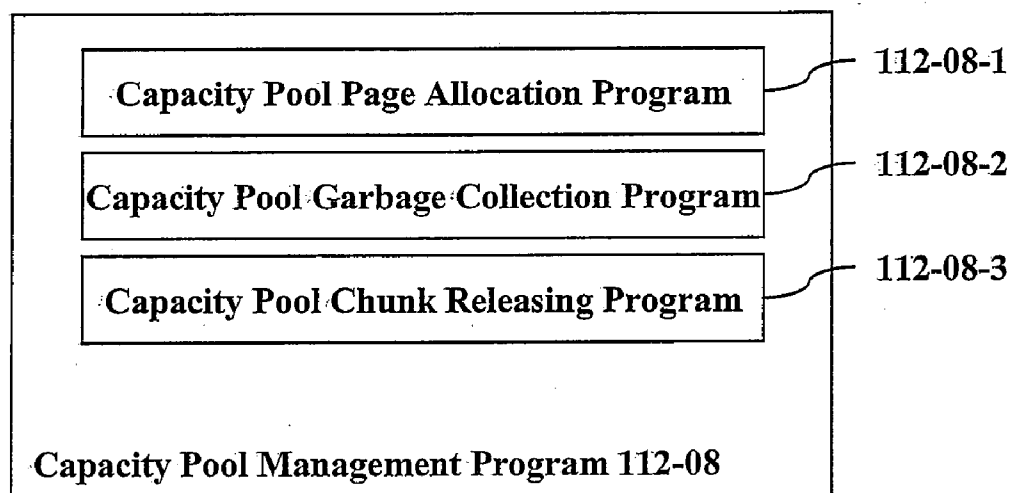 Capacity Pool Page Allocation Program
112-08-1
Capacity Pool Garbage Collection Program
112-08-2
Capacity Pool Chunk Releasing Program
112-08-3
Capacity Pool Management Program 112-08